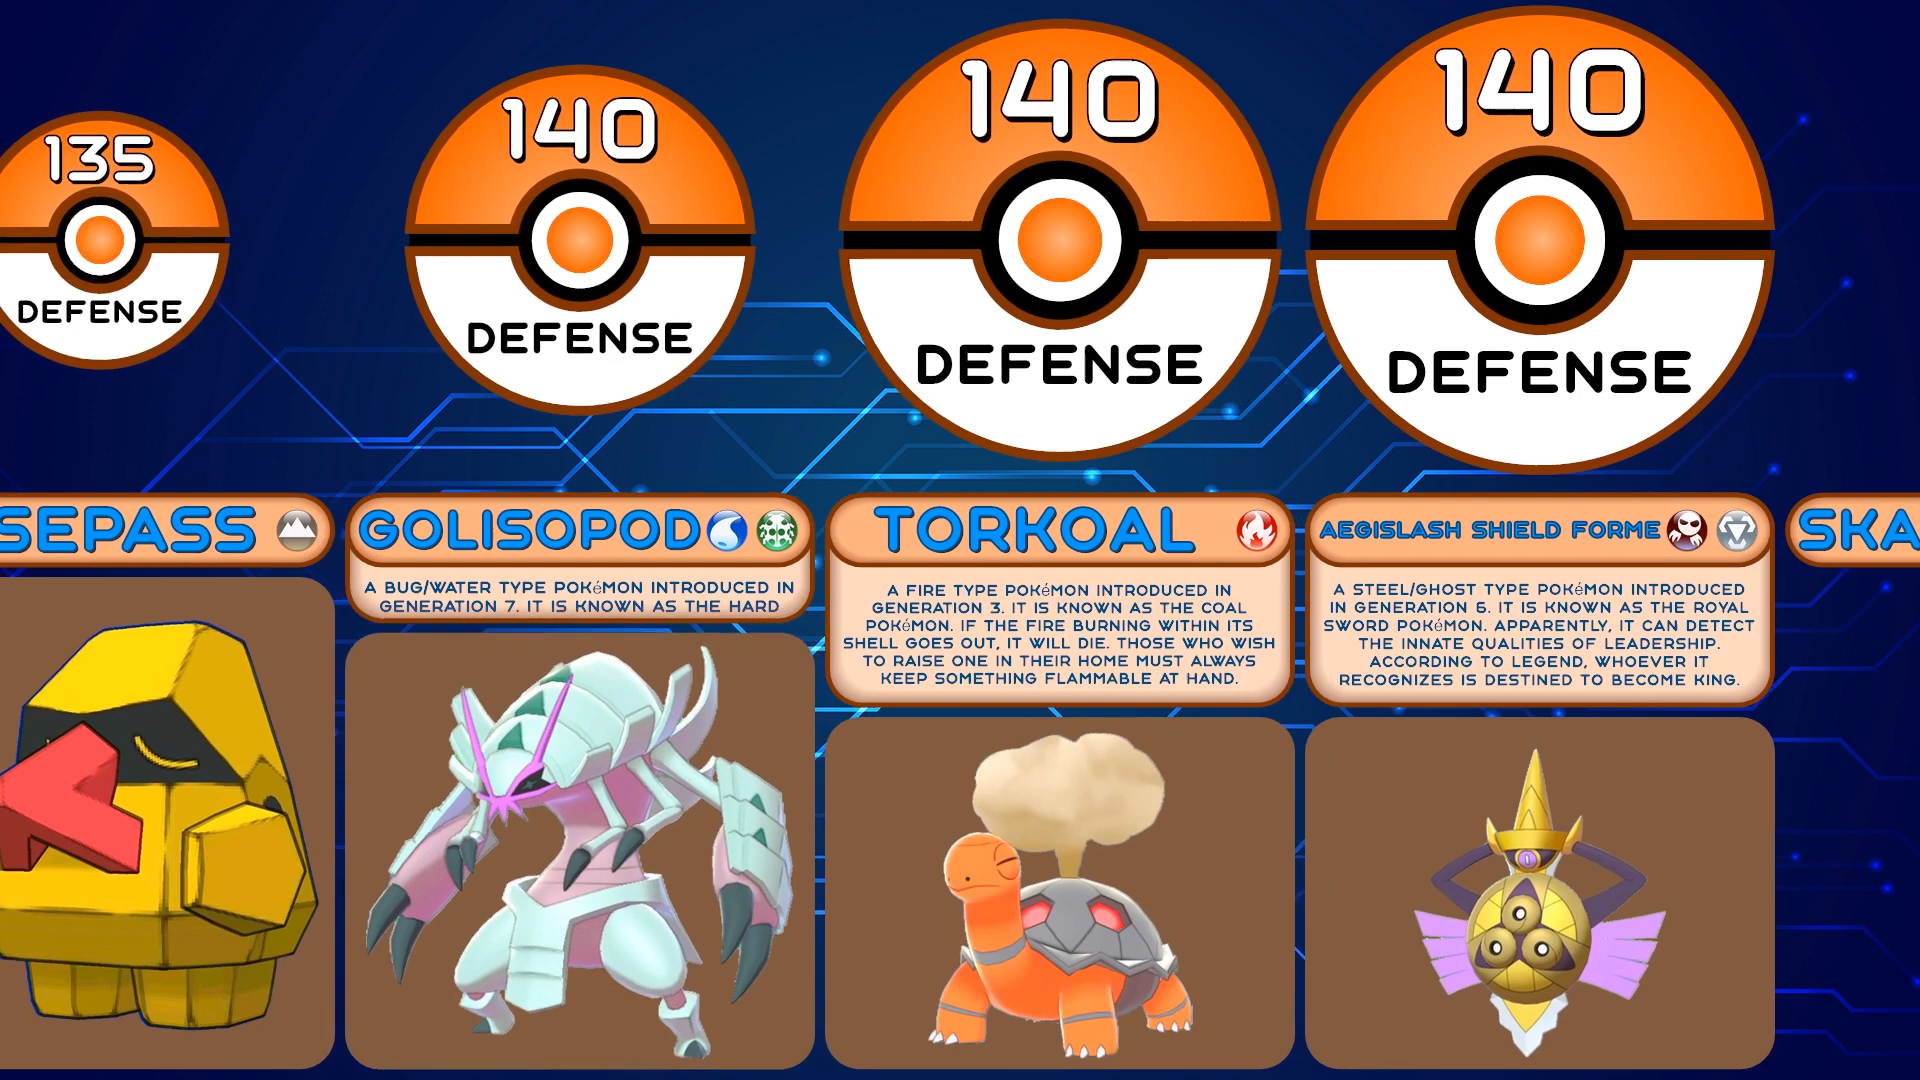 135
DEFENSE
140
DEFENSE
140
DEFENSE
140
DEFENSE
SEPASS
GOLISOPOD
A BUG/WATER TYPE POKéMON INTRODUCED IN
GENERATION 7. IT IS KNOWN AS THE HARD
TORKOAL
A FIRE TYPE POKéMON INTRODUCED IN
GENERATION 3. IT IS KNOWN AS THE COAL
POKéMON. IF THE FIRE BURNING WITHIN ITS
SHELL GOES OUT, IT WILL DIE. THOSE WHO WISH
TO RAISE ONE IN THEIR HOME MUST ALWAYS
KEEP SOMETHING FLAMMABLE AT HAND.
AEGISLASH SHIELD FORME
A STEEL/GHOST TYPE POKéMON INTRODUCED
IN GENERATION 6. IT IS KNOWN AS THE ROYAL
SWORD POKéMON. APPARENTLY, IT CAN DETECT
THE INNATE QUALITIES OF LEADERSHIP.
ACCORDING TO LEGEND, WHOEVER IT
RECOGNIZES IS DESTINED TO BECOME KING.
SKA